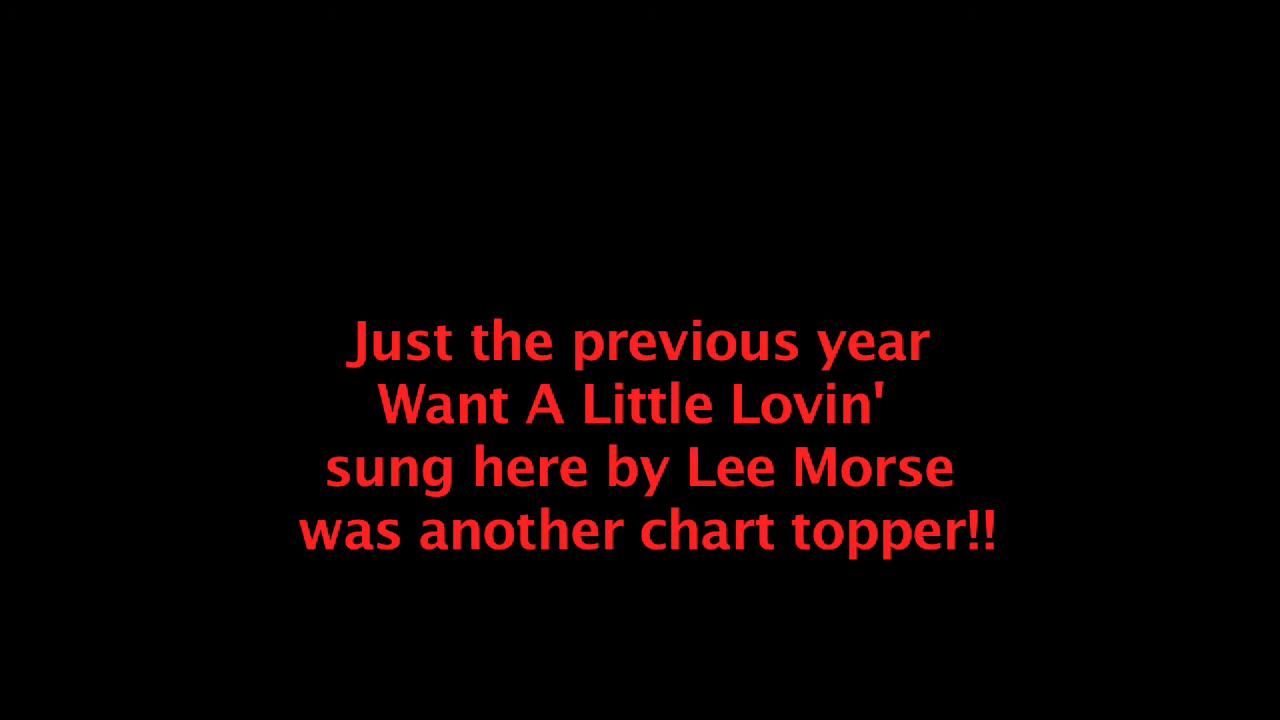 Just the previous year
Want A Little Lovin'
sung here by Lee Morse
was another chart topper!!